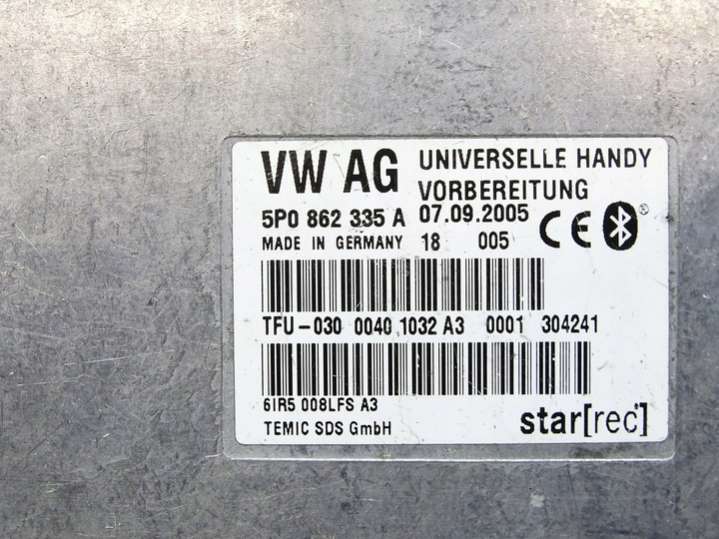 VW AG UNIVERSELLE HANDY
VORBEREITUNG
5P0 862 335 A 07.09.2005
MADE IN GERMANY 18 005 CE
TFU-030 0040 1032 A3 0001 304241
6IR5 008LFS A3
TEMIC SDS GmbH star[rec]